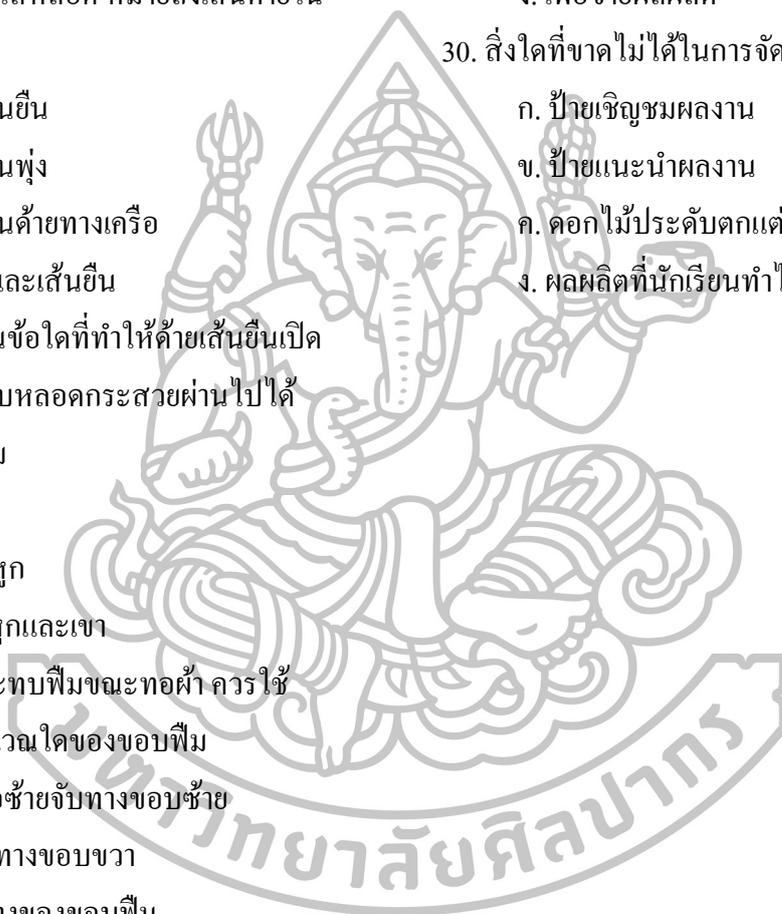 นยืน
นพุ่ง
นด้ายทางเครือ
และเส้นยืน
นข้อใดที่ทำให้ด้ายเส้นยืนเปิด
บหลอดกระสวยผ่านไปได้
ูกและเขา
ะทบฟืมขณะทอผ้า ควรใช้
วณใดของขอบฟืม
อซ้ายจับทางขอบซ้าย
ทางขอบขวา
30. สิ่งใดที่ขาดไม่ได้ในการจัด
ก. ป้ายเชิญชมผลงาน
ข. ป้ายแนะนำผลงาน
ค. ดอกไม้ประดับตกแต่
ง. ผลผลิตที่นักเรียนทำไ
มหาวิทยาลัยศิลปากร